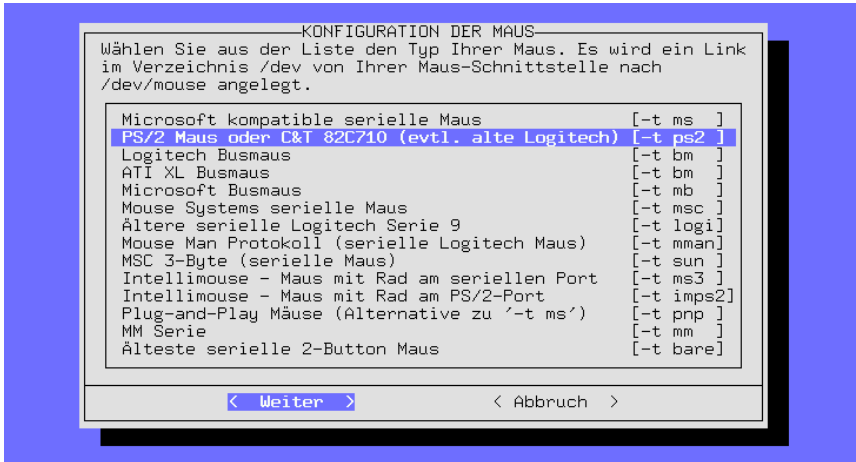 KONFIGURATION DER MAUS
Wählen Sie aus der Liste den Typ Ihrer Maus. Es wird ein Link
im Verzeichnis /dev von Ihrer Maus-Schnittstelle nach
/dev/mouse angelegt.
Microsoft kompatible serielle Maus [-t ms ]
PS/2 Maus oder C&T 82C710 (evtl. alte Logitech) [-t ps2 ]
Logitech Busmaus [-t bm ]
ATI XL Busmaus [-t bm ]
Microsoft Busmaus [-t mb ]
Mouse Systems serielle Maus [-t msc ]
Ältere serielle Logitech Serie 9 [-t logi]
Mouse Man Protokoll (serielle Logitech Maus) [-t mman]
MSC 3-Byte (serielle Maus) [-t sun ]
Intellimouse - Maus mit Rad am seriellen Port [-t ms3 ]
Intellimouse - Maus mit Rad am PS/2-Port [-t imps2]
Plug-and-Play Mäuse (Alternative zu '-t ms') [-t pnp ]
MM Serie [-t mm ]
Älteste serielle 2-Button Maus [-t bare]
< Weiter > < Abbruch >